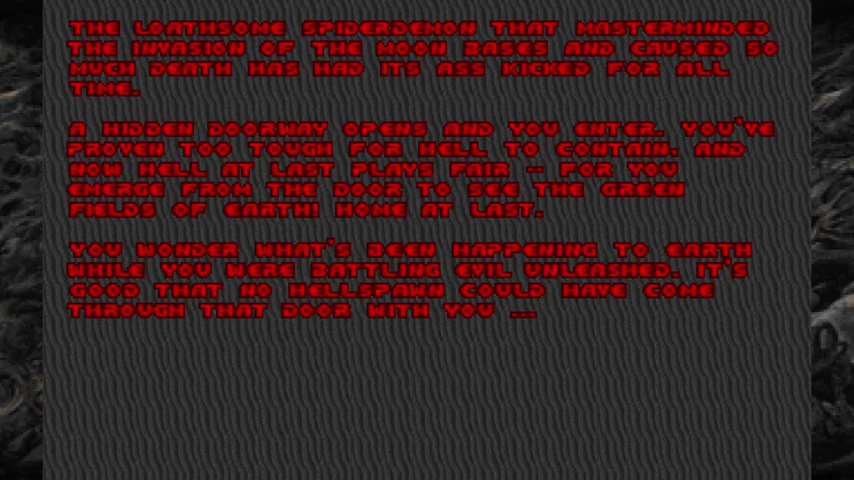 THE LOATHSOME SPIDERDEMON THAT MASTERMINDED
THE INVASION OF THE MOON BASES AND CAUSED SO
MUCH DEATH HAS HAD ITS ASS KICKED FOR ALL
TIME.
A HIDDEN DOORWAY OPENS AND YOU ENTER. YOU'VE
PROVEN TOO TOUGH FOR HELL TO CONTAIN, AND
NOW HELL AT LAST PLAYS FAIR -- FOR YOU
EMERGE FROM THE DOOR TO SEE THE GREEN
FIELDS OF EARTH! HOME AT LAST.
YOU WONDER WHAT'S BEEN HAPPENING TO EARTH
WHILE YOU WERE BATTLING EVIL UNLEASHED. IT'S
GOOD THAT NO HELLSPAWN COULD HAVE COME
THROUGH THAT DOOR WITH YOU ...